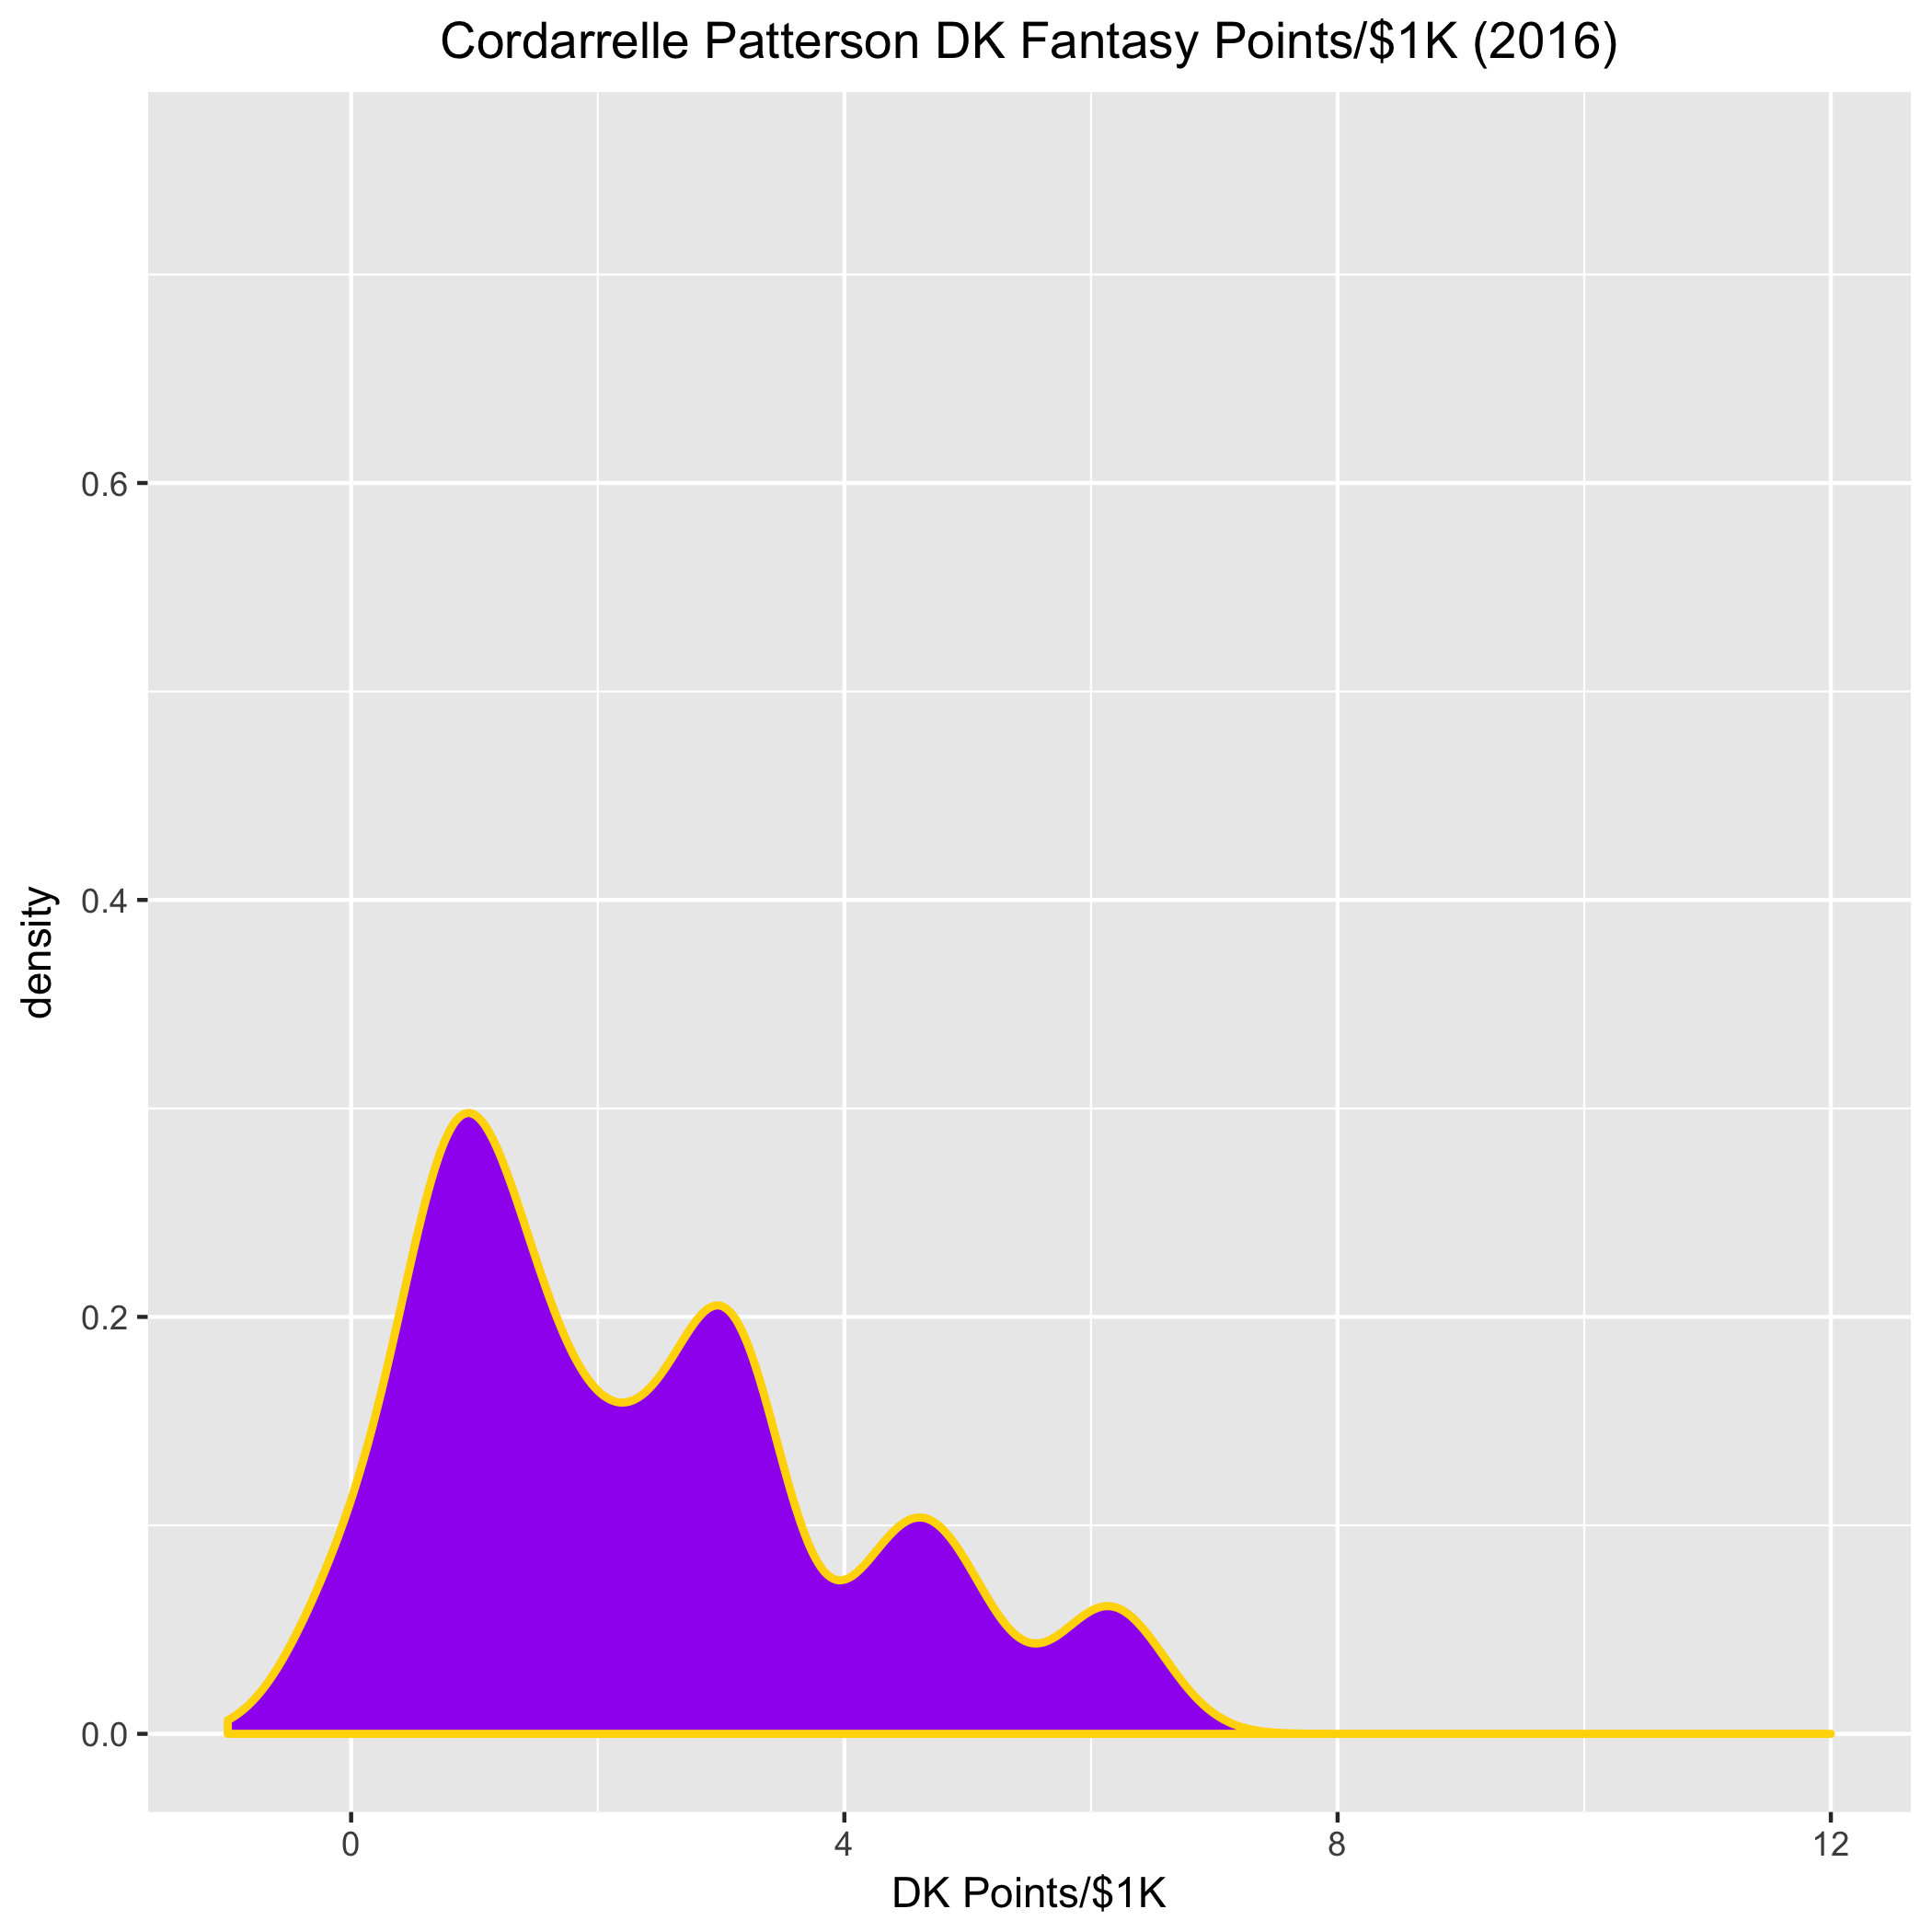 Cordarrelle Patterson DK Fantasy Points/$1K (2016)
density
0.6
0.4
0.2
0.0
0 4 8 12
DK Points/$1K